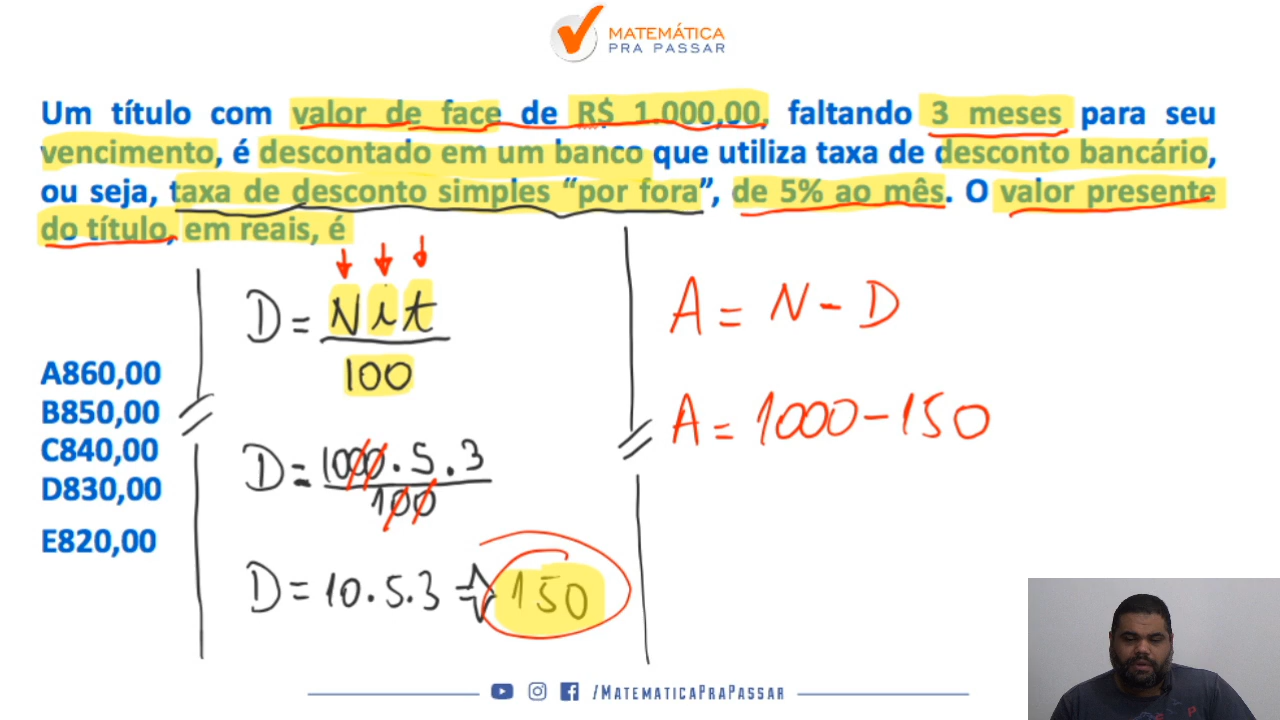 MATEMÁTICA
PRA PASSAR
Um título com valor de face de R$ 1.000,00, faltando 3 meses para seu
vencimento, é descontado em um banco que utiliza taxa de desconto bancário,
ou seja, taxa de desconto simples “por fora”, de 5% ao mês. O valor presente
do título, em reais, é
A860,00
B850,00
C840,00
D830,00
E820,00
D = Nit
100
D = 1000 . 5 . 3
100
D = 10 . 5 . 3 ⇒ 150
A = N - D
A = 1000 - 150
/MATEMATICAPRAPASSAR